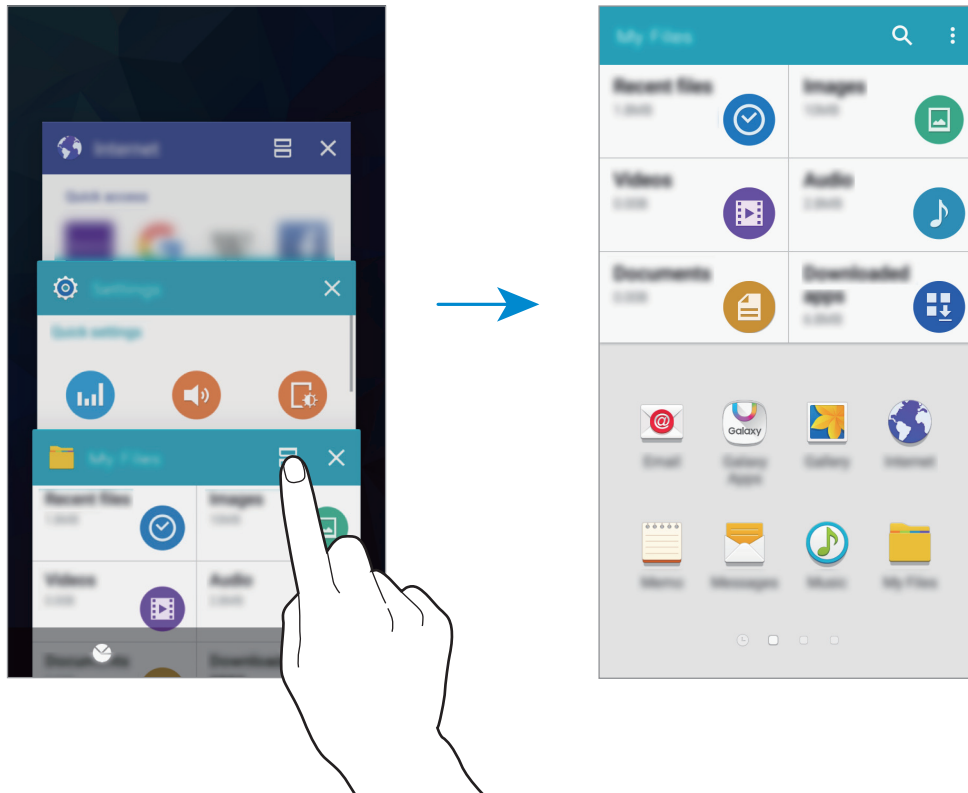 Internet
Quick access
Settings
Quick settings
My Files
Recent files
Images
Videos
Audio
Documents
My Files
Recent files
Images
Videos
Audio
Documents
Downloaded
apps
@
Galaxy
Email
Galaxy
Apps
Gallery
Internet
Memo
Messages
Music
My Files